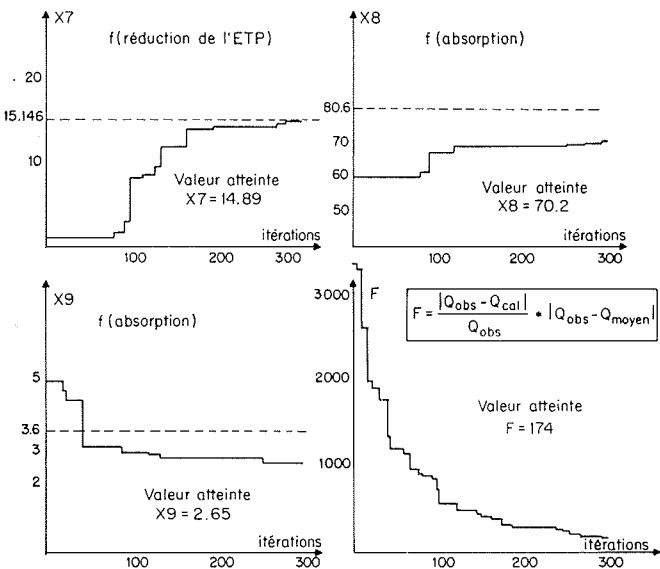 X7
f(réduction de l'ETP)
20
15.146
10
Valeur atteinte
X7 = 14.89
itérations
100 200 300
X8
f(absorption)
80.6
70
60
50
Valeur atteinte
X8 = 70.2
itérations
100 200 300
X9
f(absorption)
5
3.6
3
2
Valeur atteinte
X9 = 2.65
itérations
100 200 300
F
3000
2000
1000
F = |Qobs - Qcal| / Qobs * |Qobs - Qmoyen|
Valeur atteinte
F = 174
itérations
100 200 300